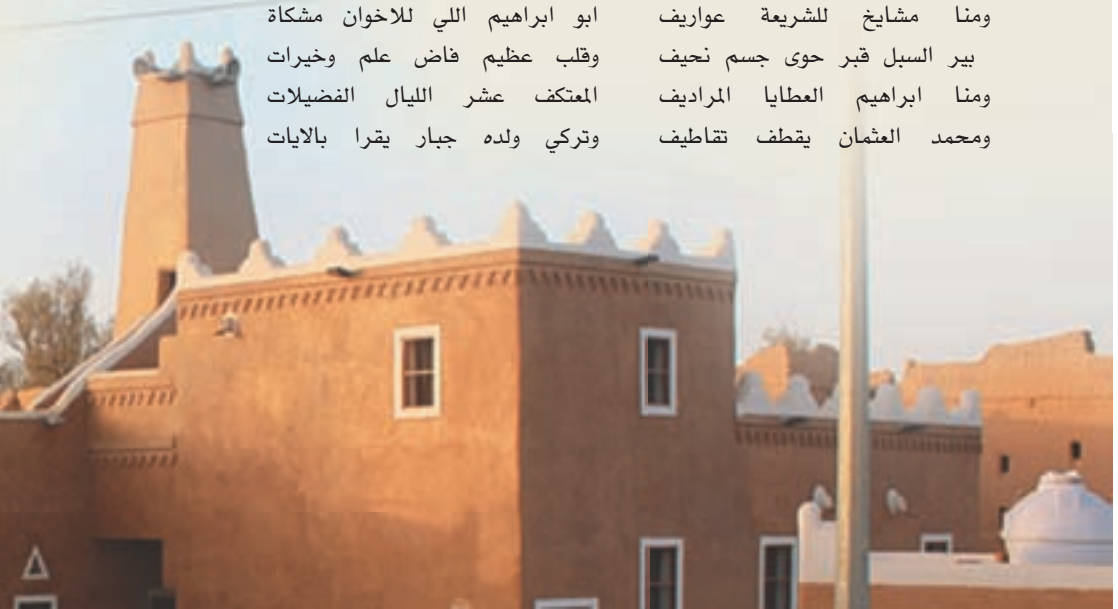 ومنا مشايخ للشريعة عواريف ابو ابراهيم اللي للاخوان مشكاة
بير السبل قبر حوى جسم نحيف وقلب عظيم فاض علم وخيرات
ومنا ابراهيم العطايا المراديف المعتكف عشر الليال الفضيلات
ومحمد العثمان يقطف تقاطيف وتركي ولده جبار يقرا بالايات